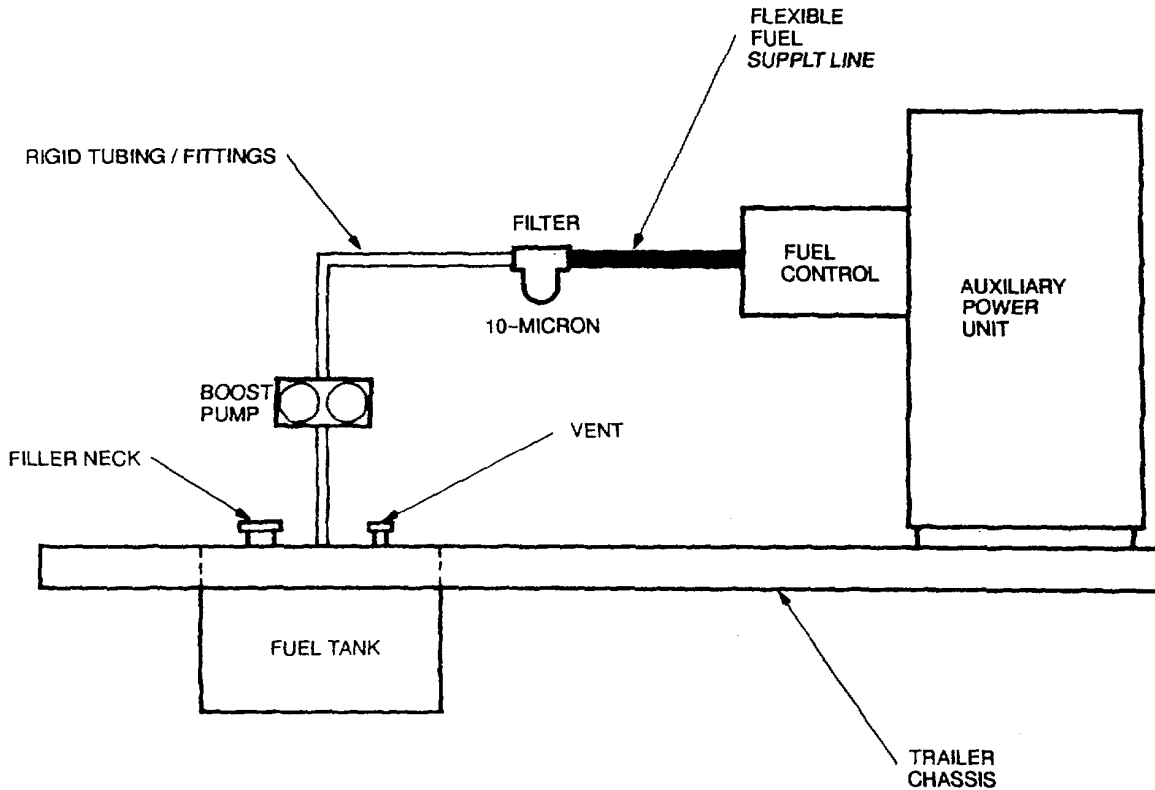 FLEXIBLE
FUEL
SUPPLT LINE
RIGID TUBING / FITTINGS
FILTER
10-MICRON
FUEL
CONTROL
AUXILIARY
POWER
UNIT
BOOST
PUMP
VENT
FILLER NECK
FUEL TANK
TRAILER
CHASSIS